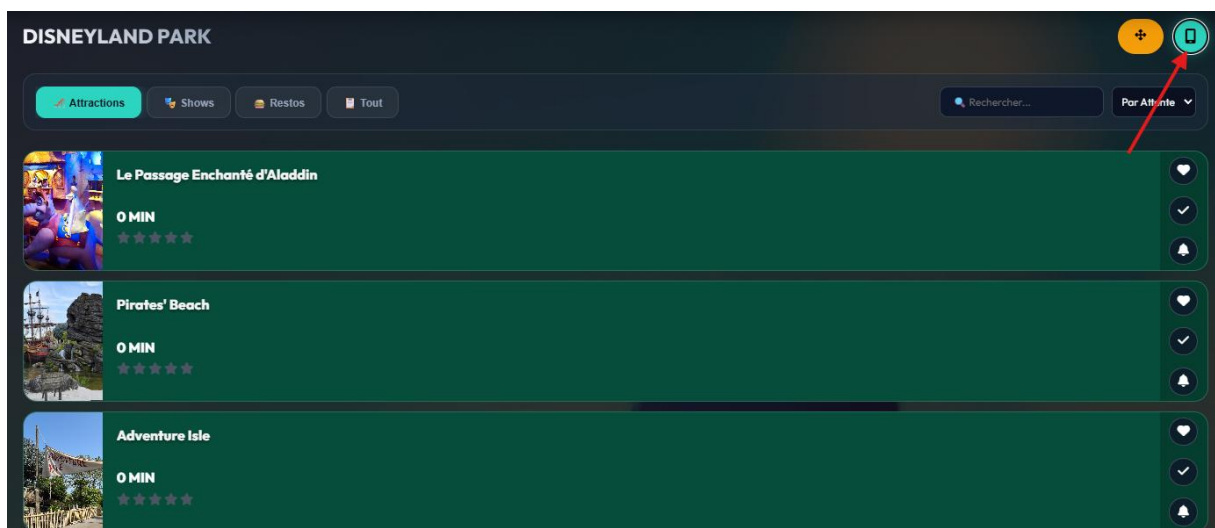 DISNEYLAND PARK
Attractions
Shows
Restos
Tout
Rechercher...
Par Attente
Le Passage Enchanté d'Aladdin
0 MIN
Pirates' Beach
0 MIN
Adventure Isle
0 MIN